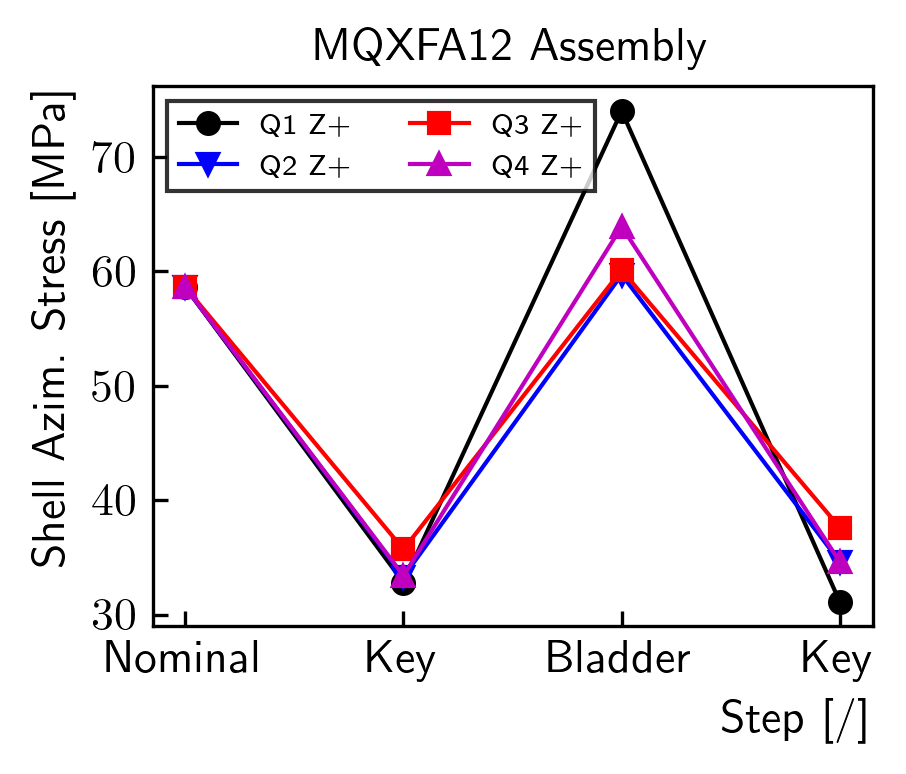 MQXFA12 Assembly
Shell Azim. Stress [MPa]
Q1 Z+ Q3 Z+
Q2 Z+ Q4 Z+
70
60
50
40
30
Nominal Key Bladder Key
Step [/]